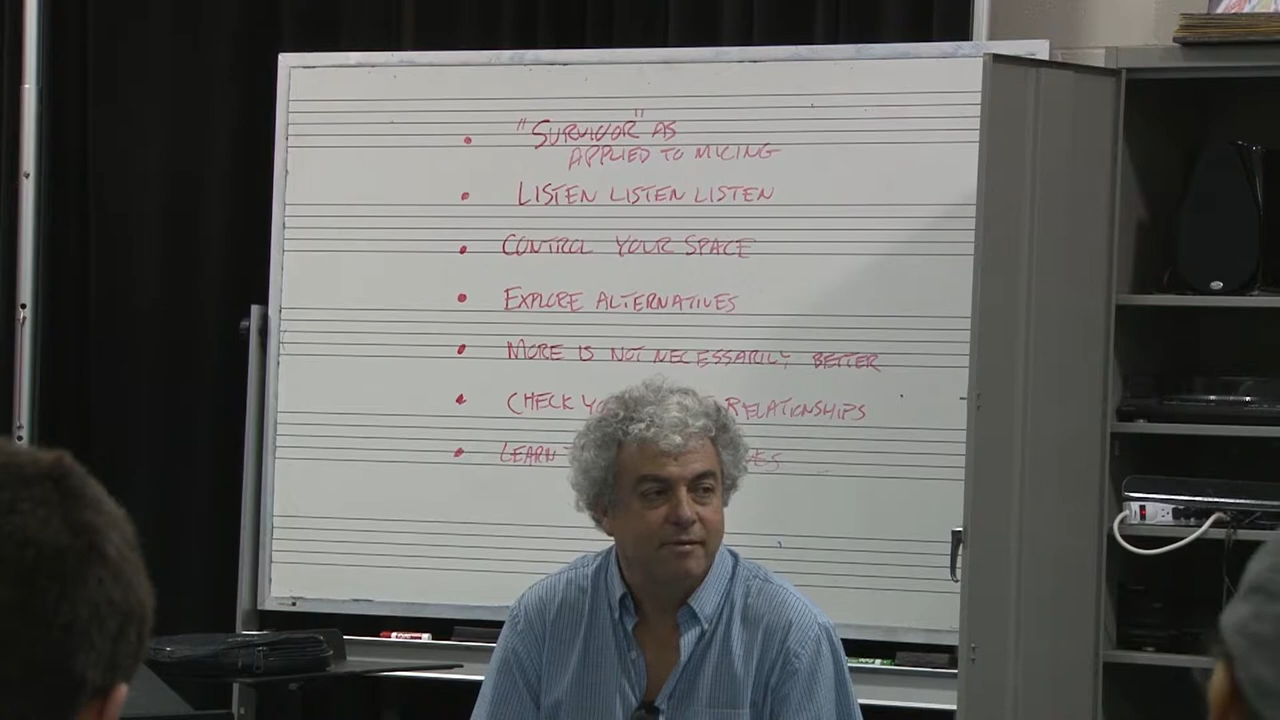 • "SURVIVOR" AS
APPLIED TO MICING
• LISTEN LISTEN LISTEN
• CONTROL YOUR SPACE
• EXPLORE ALTERNATIVES
• MORE IS NOT NECESSARILY BETTER
• CHECK RELATIONSHIPS
• LEARN